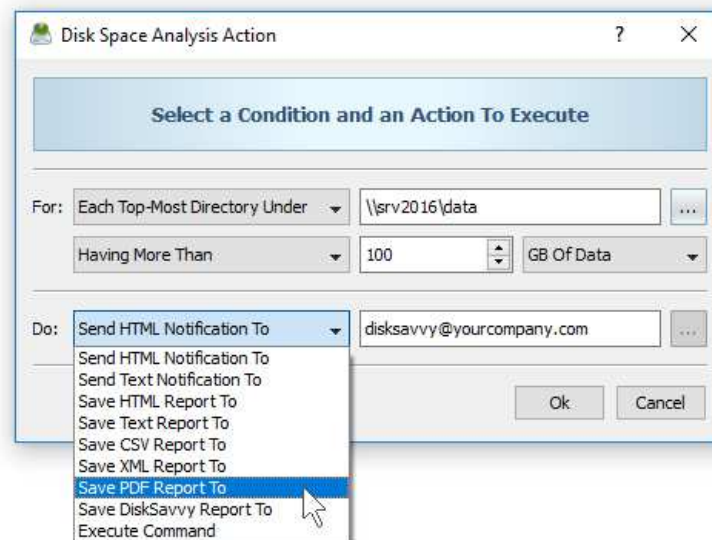 Disk Space Analysis Action ?
Select a Condition and an Action To Execute
For: Each Top-Most Directory Under \\srv2016\data ...
Having More Than 100 GB Of Data
Do: Send HTML Notification To disksavvy@yourcompany.com ...
Send HTML Notification To
Send Text Notification To
Save HTML Report To
Save Text Report To
Save CSV Report To
Save XML Report To
Save PDF Report To
Save DiskSavvy Report To
Execute Command
Ok Cancel